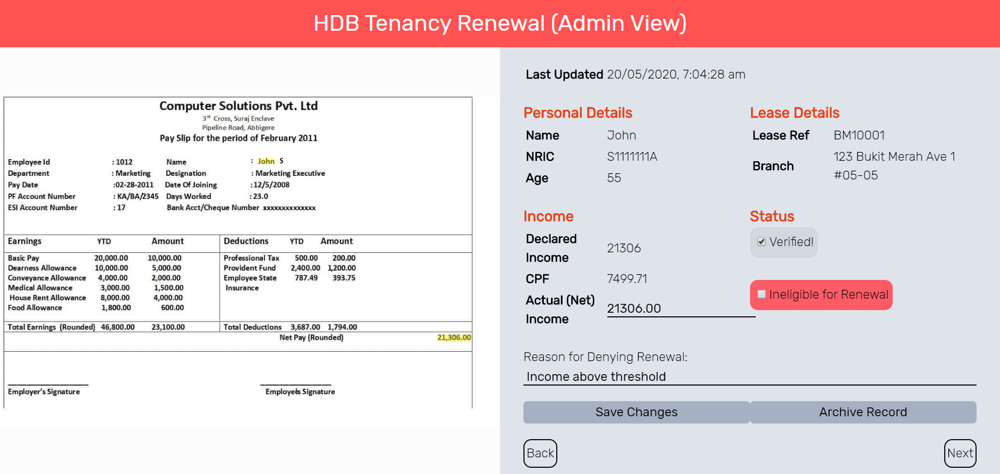 HDB Tenancy Renewal (Admin View)
Computer Solutions Pvt. Ltd
3rd Cross, Suraj Enclave
Pipeline Road, Abbigere
Pay Slip for the period of February 2011
Employee Id : 1012 Name : John S
Department : Marketing Designation : Marketing Executive
Pay Date :02-28-2011 Date Of Joining :12/5/2008
PF Account Number : KA/BA/2345 Days Worked :23.0
ESI Account Number : 17 Bank Acct/Cheque Number xxxxxxxxxxxxxx
Earnings YTD Amount Deductions YTD Amount
Basic Pay 20,000.00 10,000.00 Professional Tax 500.00 200.00
Dearness Allowance 10,000.00 5,000.00 Provident Fund 2,400.00 1,200.00
Conveyance Allowance 4,000.00 2,000.00 Employee State 787.49 393.75
Medical Allowance 3,000.00 1,500.00 Insurance
House Rent Allowance 8,000.00 4,000.00
Food Allowance 1,800.00 600.00
Total Earnings (Rounded) 46,800.00 23,100.00 Total Deductions 3,687.00 1,794.00
Net Pay (Rounded) 21,306.00
Employer's Signature Employee's Signature
Last Updated 20/05/2020, 7:04:28 am
Personal Details
Name John
NRIC S1111111A
Age 55
Lease Details
Lease Ref BM10001
Branch 123 Bukit Merah Ave 1
#05-05
Income
Declared
Income 21306
CPF 7499.71
Actual (Net)
Income 21306.00
Status
Verified!
Ineligible for Renewal
Reason for Denying Renewal:
Income above threshold
Save Changes Archive Record
Back Next